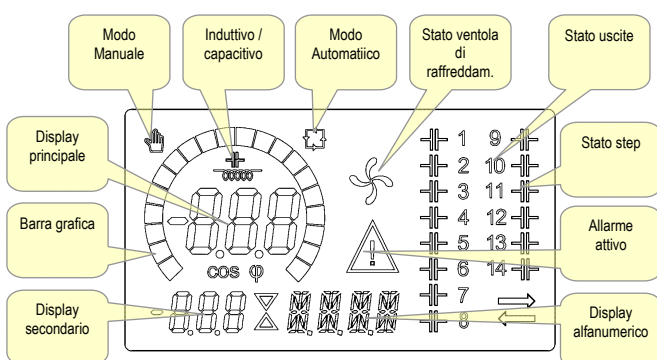 Modo
Manuale
Induttivo /
capacitivo
Modo
Automatiico
Stato ventola
di
raffreddam.
Stato uscite
Display
principale
Stato step
Barra grafica
Allarme
attivo
Display
secondario
Display
alfanumerico
cos φ
1 9
2 10
3 11
4 12
5 13
6 14
7
8